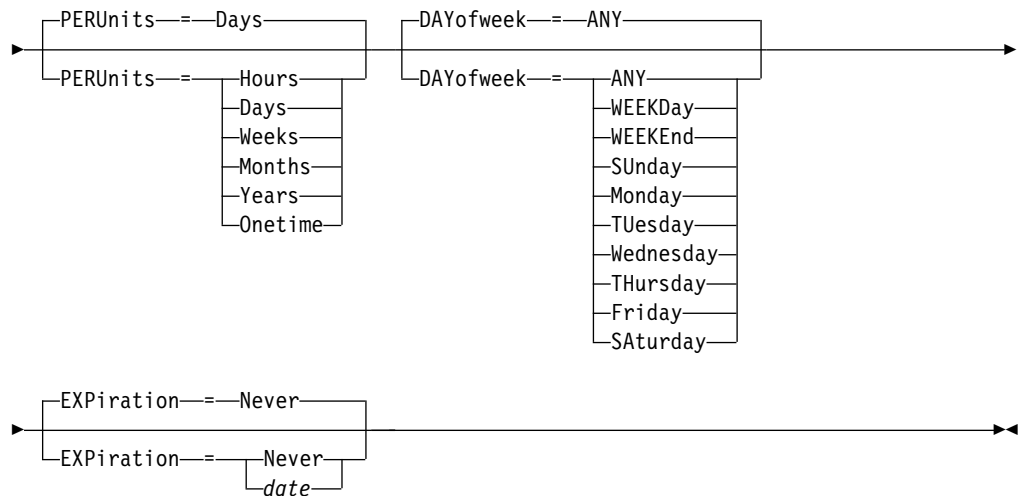 PERUnits = Days DAYofweek = ANY
PERUnits = Hours DAYofweek = ANY
Days WEEKDay
Weeks WEEKEnd
Months SUnday
Years Monday
Onetime TUesday
Wednesday
THursday
Friday
SAturday
EXPiration = Never
EXPiration = Never
date